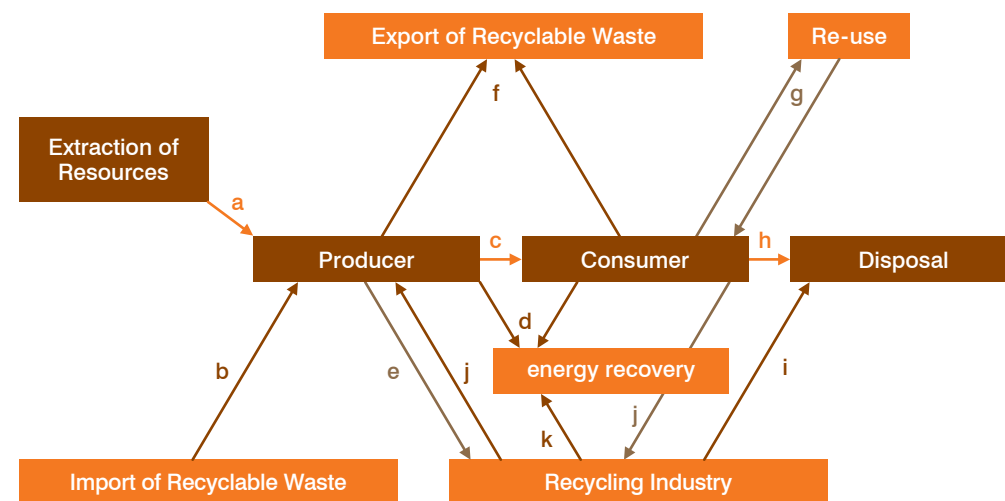 Export of Recyclable Waste
Re-use
f
g
Extraction of
Resources
a
c
h
Producer
Consumer
Disposal
d
b
e
j
energy recovery
i
j
k
Import of Recyclable Waste
Recycling Industry